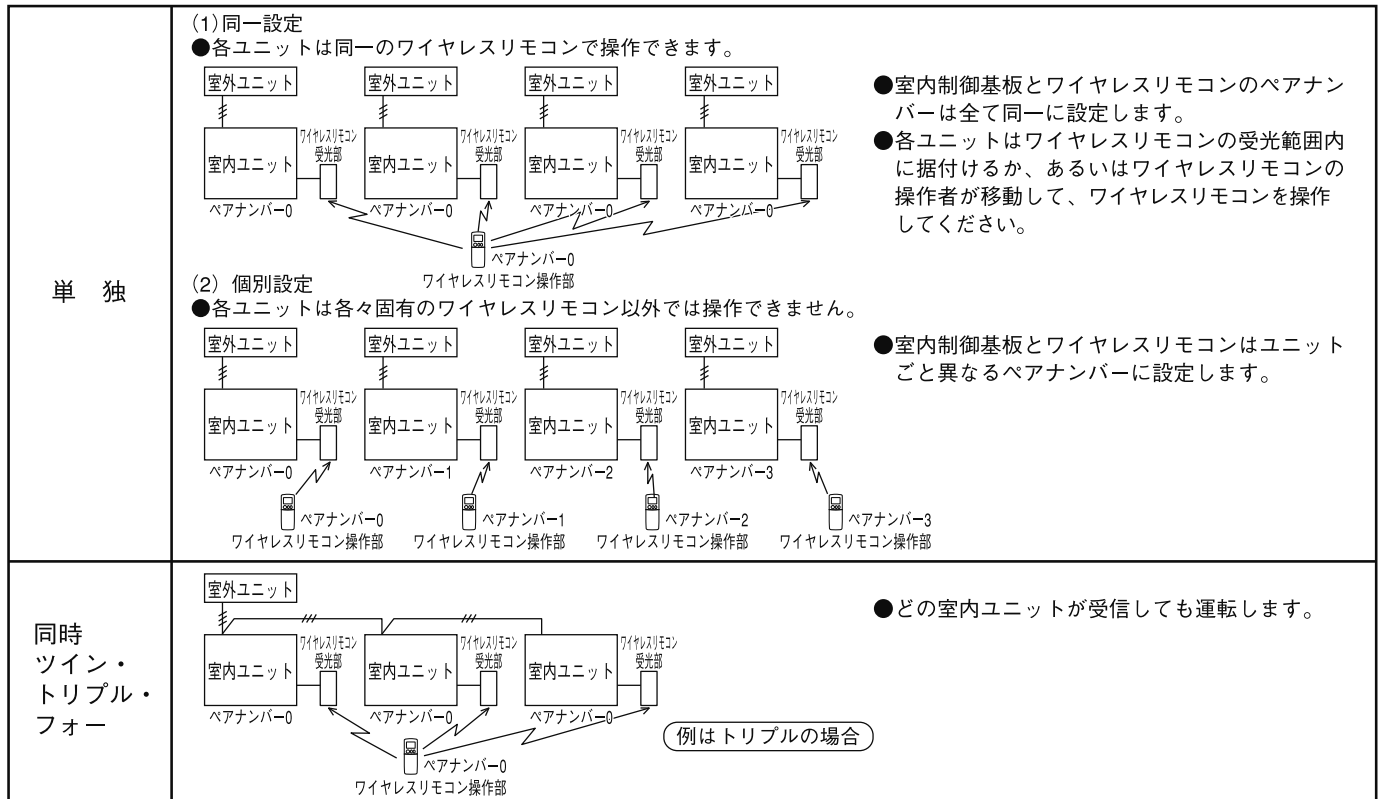 単　独
(1)同一設定
●各ユニットは同一のワイヤレスリモコンで操作できます。
室外ユニット 室外ユニット 室外ユニット 室外ユニット
ワイヤレスリモコン ワイヤレスリモコン ワイヤレスリモコン ワイヤレスリモコン
受光部 受光部 受光部 受光部
室内ユニット 室内ユニット 室内ユニット 室内ユニット
ペアナンバー0 ペアナンバー0 ペアナンバー0 ペアナンバー0
ペアナンバー0
ワイヤレスリモコン操作部
●室内制御基板とワイヤレスリモコンのペアナン
バーは全て同一に設定します。
●各ユニットはワイヤレスリモコンの受光範囲内
に据付けるか、あるいはワイヤレスリモコンの
操作者が移動して、ワイヤレスリモコンを操作
してください。
(2) 個別設定
●各ユニットは各々固有のワイヤレスリモコン以外では操作できません。
室外ユニット 室外ユニット 室外ユニット 室外ユニット
ワイヤレスリモコン ワイヤレスリモコン ワイヤレスリモコン ワイヤレスリモコン
受光部 受光部 受光部 受光部
室内ユニット 室内ユニット 室内ユニット 室内ユニット
ペアナンバー0 ペアナンバー1 ペアナンバー2 ペアナンバー3
ペアナンバー0 ペアナンバー1 ペアナンバー2 ペアナンバー3
ワイヤレスリモコン操作部 ワイヤレスリモコン操作部 ワイヤレスリモコン操作部 ワイヤレスリモコン操作部
●室内制御基板とワイヤレスリモコンはユニット
ごと異なるペアナンバーに設定します。
同時
ツイン・
トリプル・
フォー
室外ユニット
ワイヤレスリモコン ワイヤレスリモコン ワイヤレスリモコン
受光部 受光部 受光部
室内ユニット 室内ユニット 室内ユニット
ペアナンバー0 ペアナンバー0 ペアナンバー0
ペアナンバー0
ワイヤレスリモコン操作部
例はトリプルの場合
●どの室内ユニットが受信しても運転します。